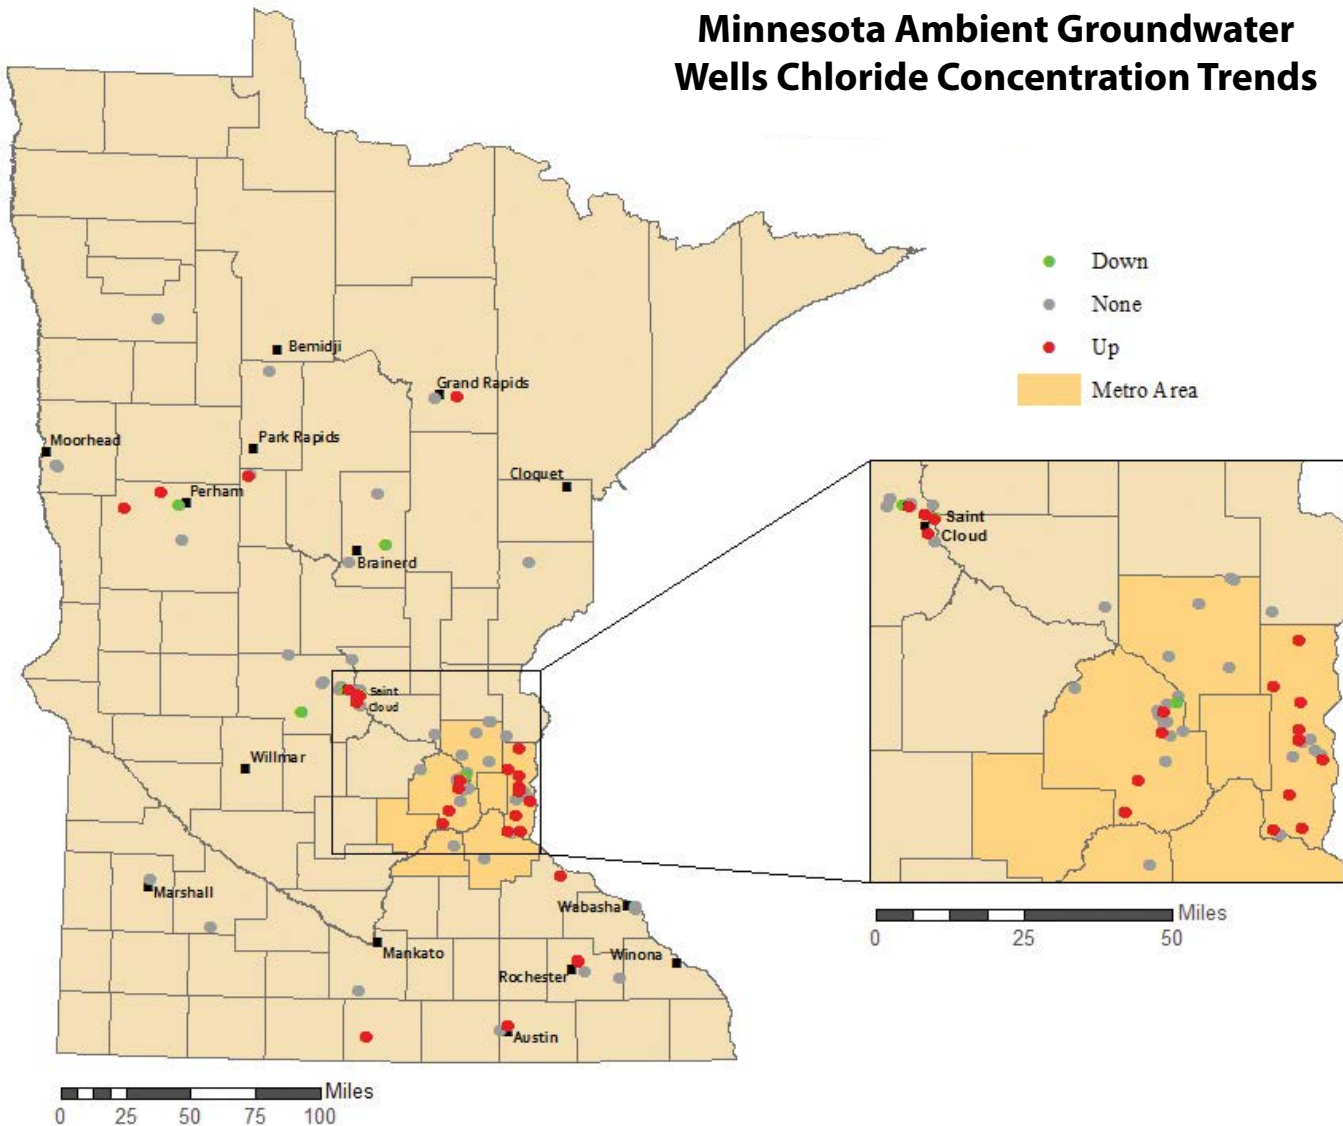 Minnesota Ambient Groundwater
Wells Chloride Concentration Trends
Down
None
Up
Metro Area
Bemidji
Grand Rapids
Moorhead
Park Rapids
Cloquet
Perham
Brainerd
Saint
Cloud
Saint
Cloud
Willmar
Marshall
Wabasha
Mankato
Winona
Rochester
Austin
Miles
0 25 50
Miles
0 25 50 75 100